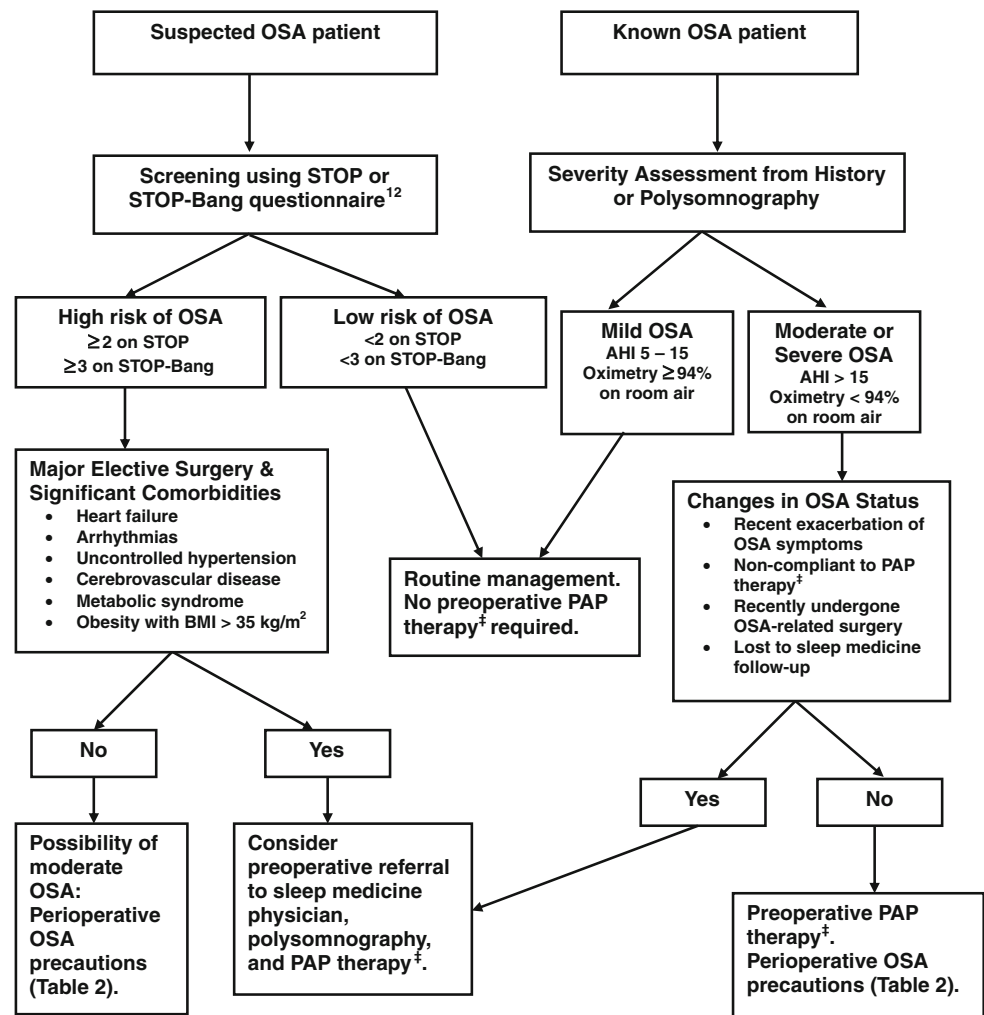 Suspected OSA patient
Known OSA patient
Screening using STOP or
STOP-Bang questionnaire12
Severity Assessment from History
or Polysomnography
High risk of OSA
≥2 on STOP
≥3 on STOP-Bang
Low risk of OSA
<2 on STOP
<3 on STOP-Bang
Mild OSA
AHI 5 – 15
Oximetry ≥94%
on room air
Moderate or
Severe OSA
AHI > 15
Oximetry < 94%
on room air
Major Elective Surgery &
Significant Comorbidities
• Heart failure
• Arrhythmias
• Uncontrolled hypertension
• Cerebrovascular disease
• Metabolic syndrome
• Obesity with BMI > 35 kg/m2
Routine management.
No preoperative PAP
therapy‡ required.
Changes in OSA Status
• Recent exacerbation of
OSA symptoms
• Non-compliant to PAP
therapy‡
• Recently undergone
OSA-related surgery
• Lost to sleep medicine
follow-up
No
Yes
Yes
No
Possibility of
moderate
OSA:
Perioperative
OSA
precautions
(Table 2).
Consider
preoperative referral
to sleep medicine
physician,
polysomnography,
and PAP therapy‡.
Preoperative PAP
therapy‡.
Perioperative OSA
precautions (Table 2).